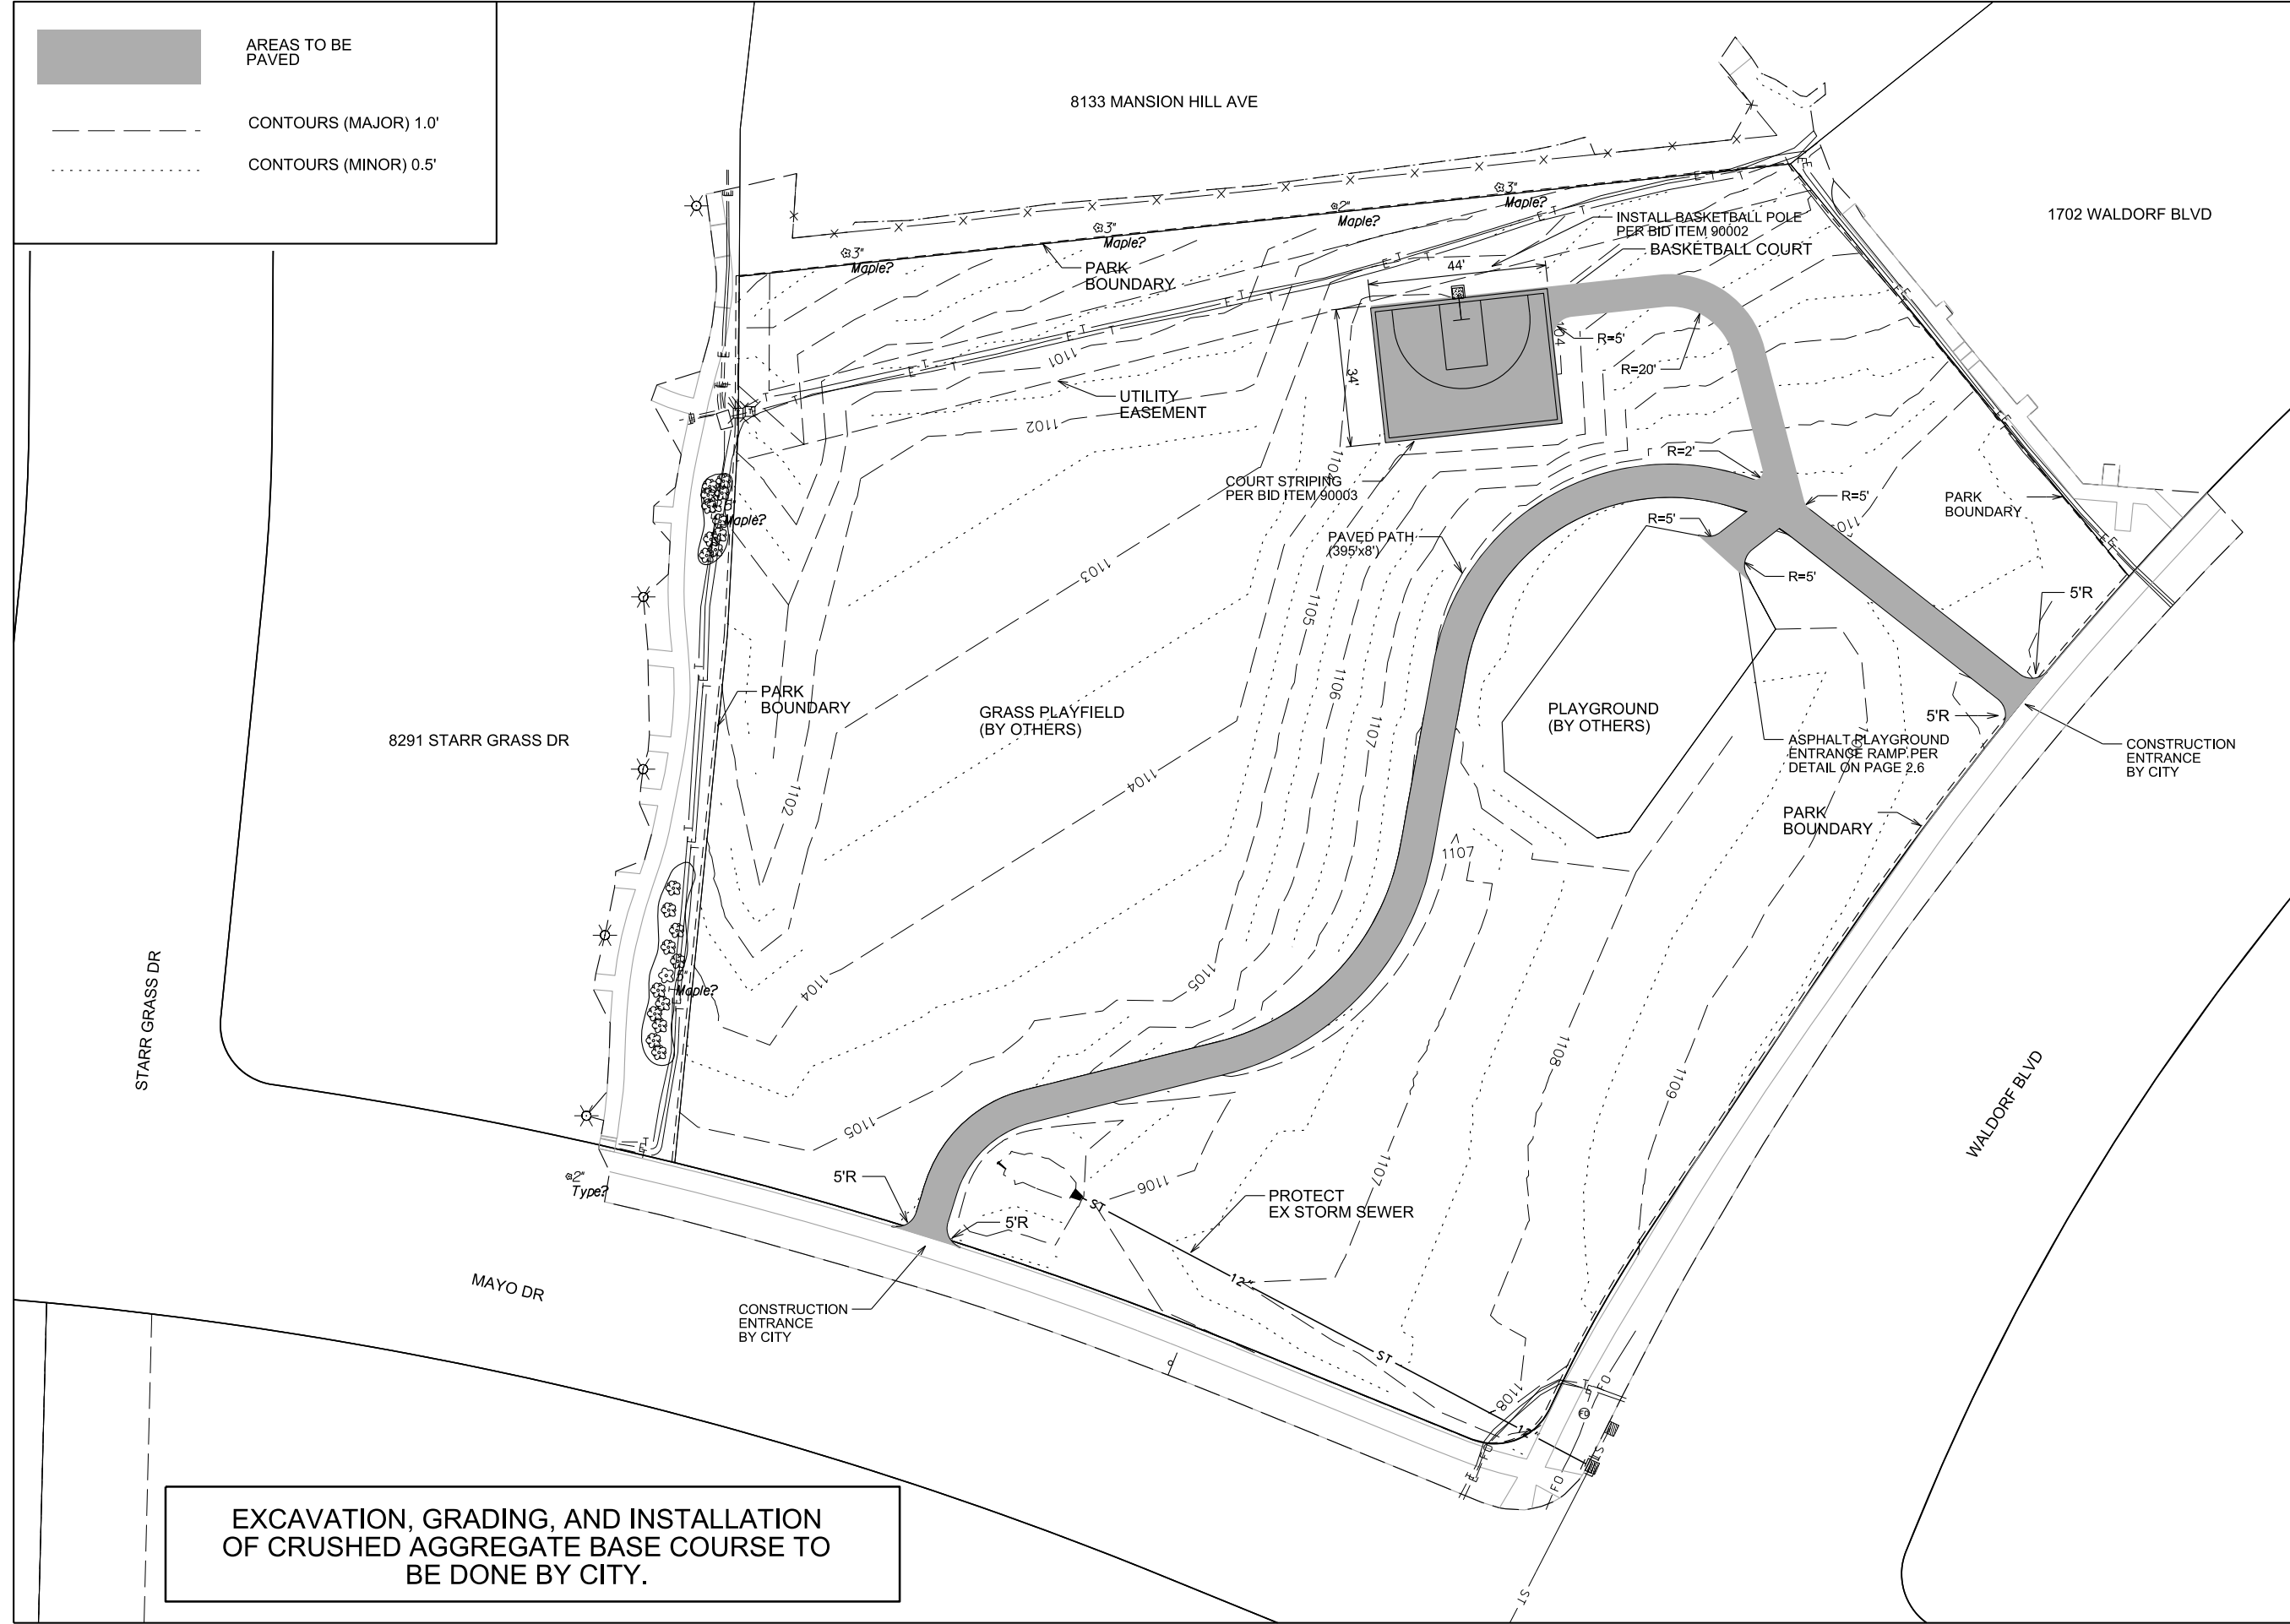 AREAS TO BE
PAVED
CONTOURS (MAJOR) 1.0'
CONTOURS (MINOR) 0.5'
8133 MANSION HILL AVE
1702 WALDORF BLVD
3"
Maple?
3"
Maple?
2"
Maple?
3"
Maple?
PARK
BOUNDARY
INSTALL BASKETBALL POLE
PER BID ITEM 90002
BASKETBALL COURT
44'
34'
R=5'
R=20'
1101
UTILITY
EASEMENT
1102
1104
COURT STRIPING
PER BID ITEM 90003
R=2'
R=5'
R=5'
R=5'
PARK
BOUNDARY
Maple?
PAVED PATH
(395'x8')
1103
1105
1106
1107
5'R
5'R
PARK
BOUNDARY
GRASS PLAYFIELD
(BY OTHERS)
PLAYGROUND
(BY OTHERS)
8291 STARR GRASS DR
ASPHALT PLAYGROUND
ENTRANCE RAMP PER
DETAIL ON PAGE 2.6
CONSTRUCTION
ENTRANCE
BY CITY
1104
1102
PARK
BOUNDARY
1107
1104
Maple?
1105
STARR GRASS DR
1108
1109
WALDORF BLVD
1105
1106
1107
5'R
5'R
2"
Type?
ST
PROTECT
EX STORM SEWER
12"
MAYO DR
CONSTRUCTION
ENTRANCE
BY CITY
ST
1108
12"
FO
FO
FO
ST
ST
EXCAVATION, GRADING, AND INSTALLATION
OF CRUSHED AGGREGATE BASE COURSE TO
BE DONE BY CITY.